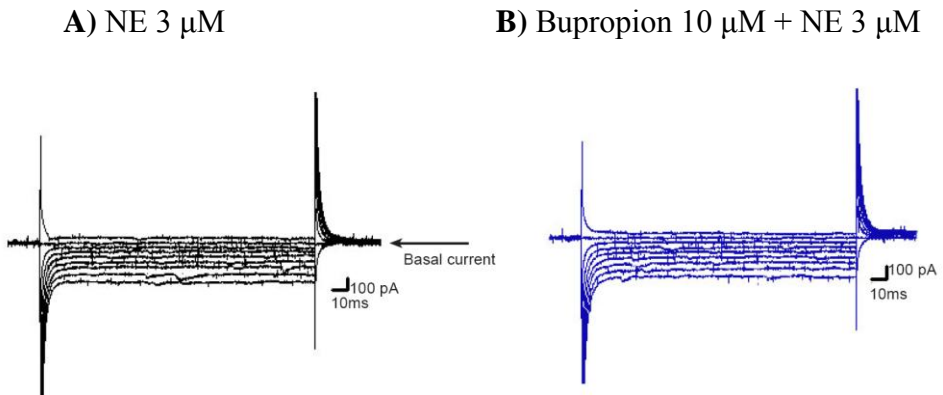 A) NE 3 μM
B) Bupropion 10 μM + NE 3 μM
Basal current
100 pA
10ms
100 pA
10ms